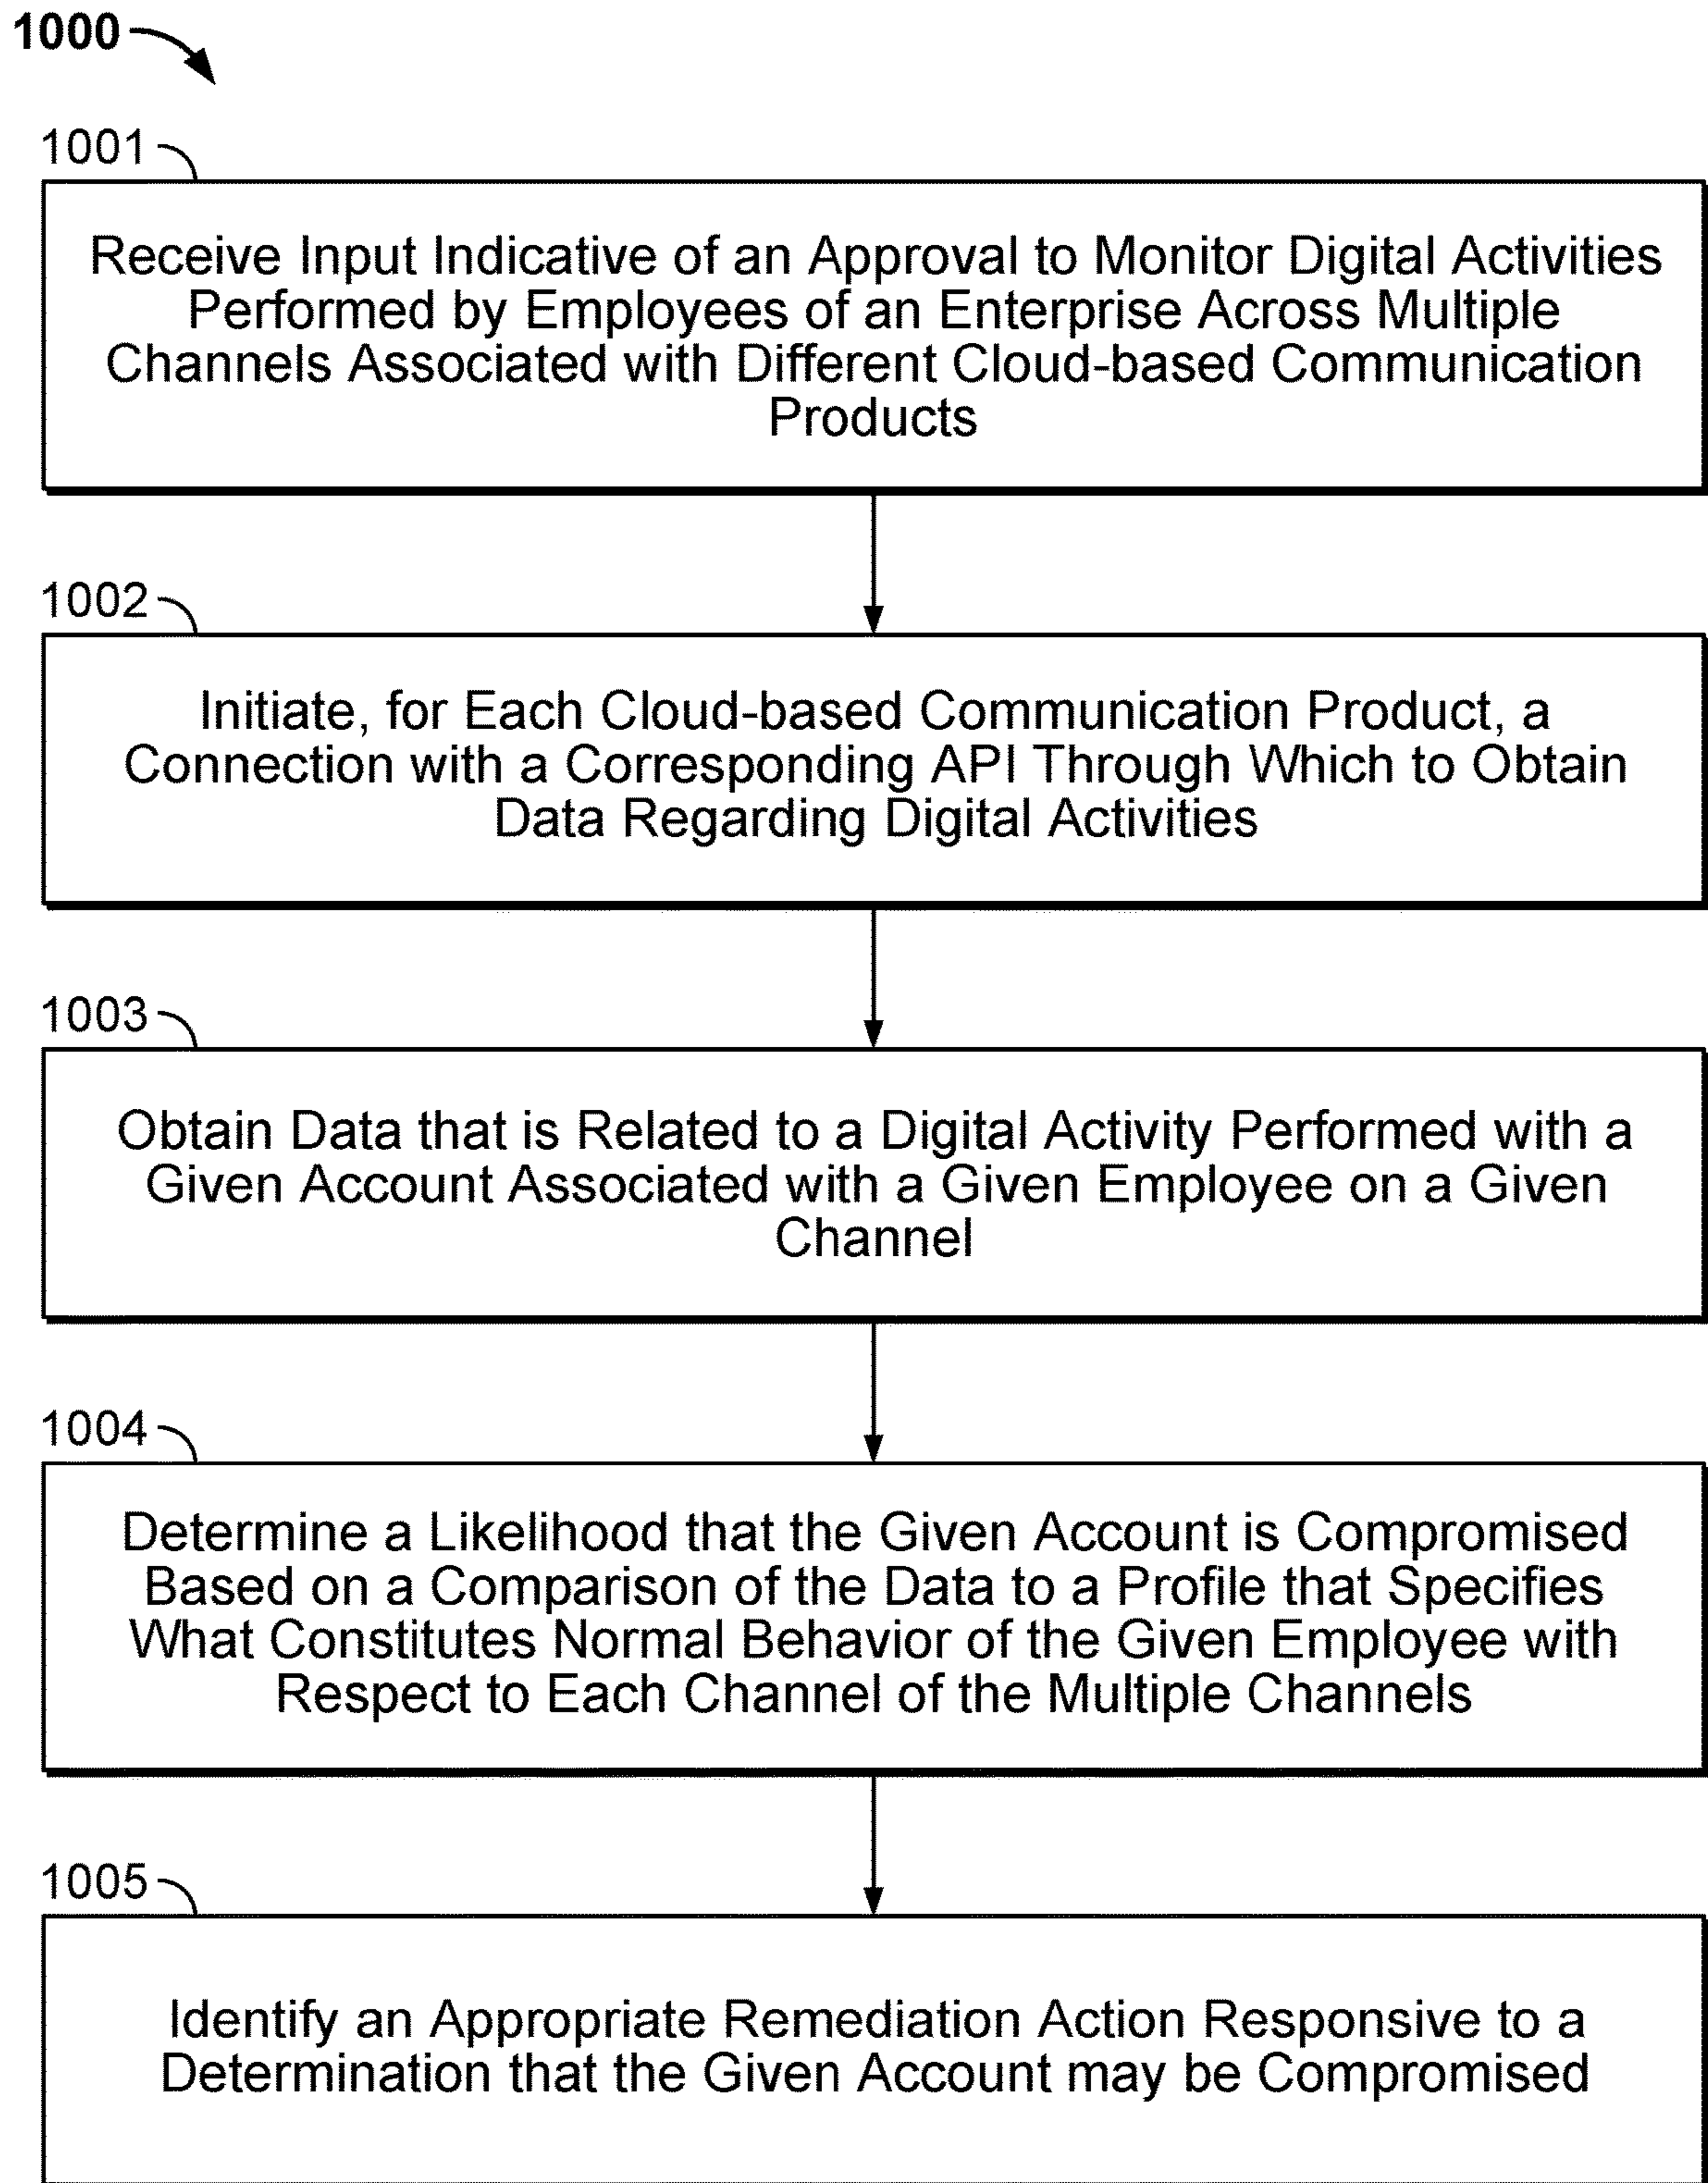 1000
1001
Receive Input Indicative of an Approval to Monitor Digital Activities
Performed by Employees of an Enterprise Across Multiple
Channels Associated with Different Cloud-based Communication
Products
1002
Initiate, for Each Cloud-based Communication Product, a
Connection with a Corresponding API Through Which to Obtain
Data Regarding Digital Activities
1003
Obtain Data that is Related to a Digital Activity Performed with a
Given Account Associated with a Given Employee on a Given
Channel
1004
Determine a Likelihood that the Given Account is Compromised
Based on a Comparison of the Data to a Profile that Specifies
What Constitutes Normal Behavior of the Given Employee with
Respect to Each Channel of the Multiple Channels
1005
Identify an Appropriate Remediation Action Responsive to a
Determination that the Given Account may be Compromised